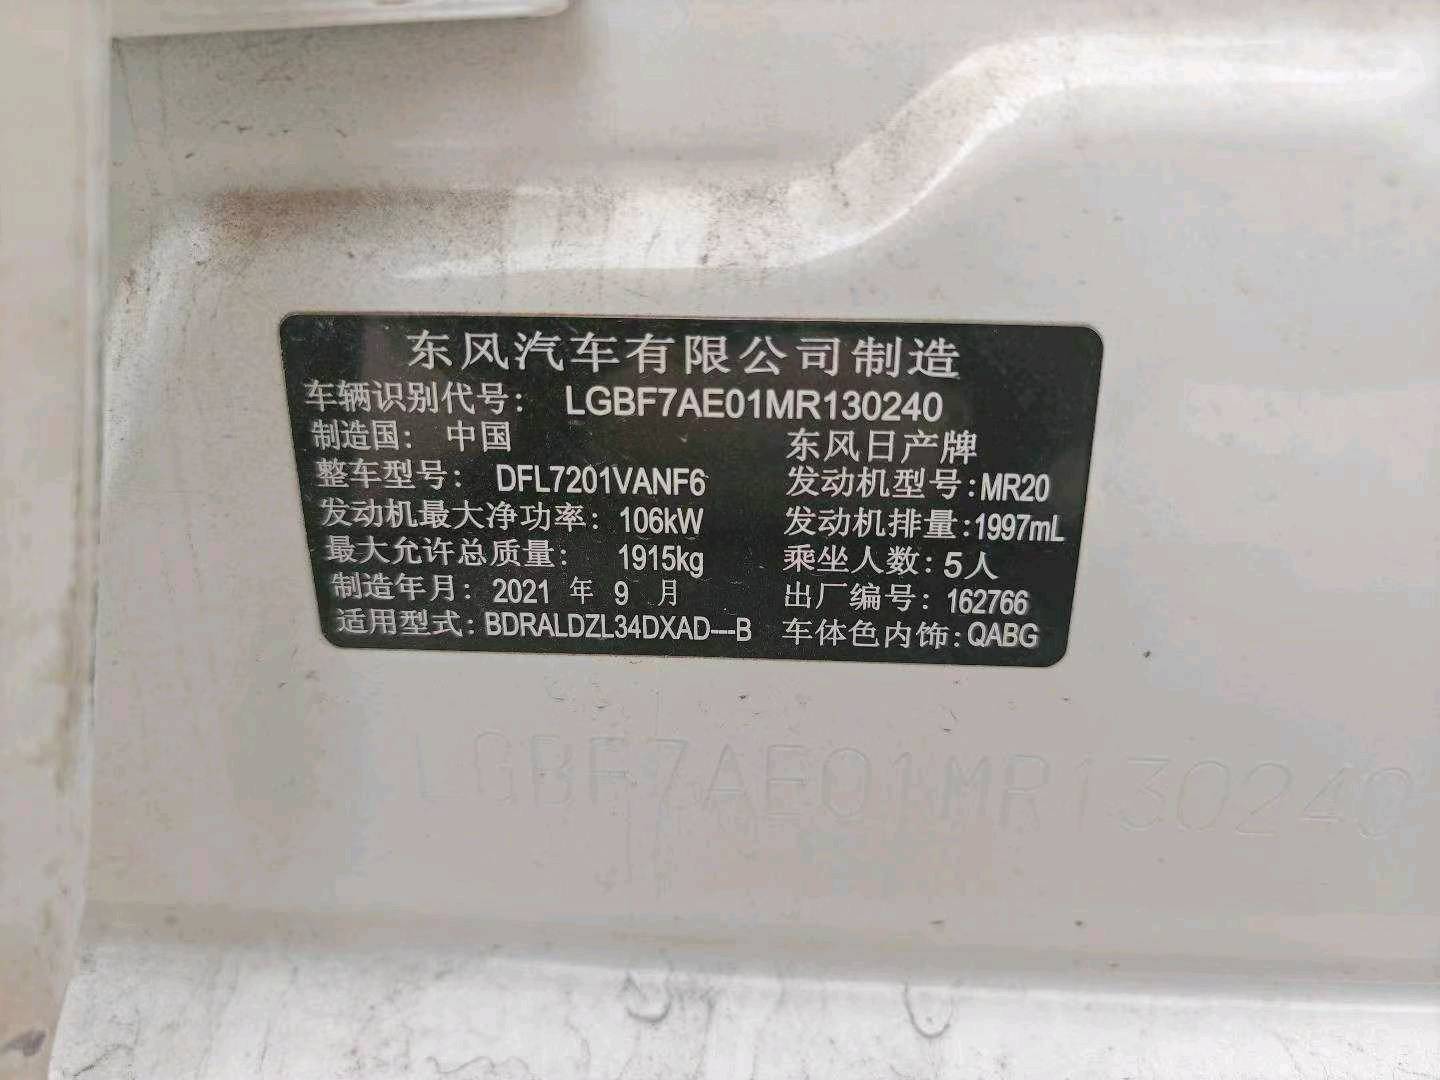 东风汽车有限公司制造
车辆识别代号: LGBF7AE01MR130240
制造国: 中国 东风日产牌
整车型号: DFL7201VANF6 发动机型号:MR20
发动机最大净功率: 106kW 发动机排量:1997mL
最大允许总质量: 1915kg 乘坐人数:5人
制造年月: 2021 年 9 月 出厂编号: 162766
适用型式: BDRALDZL34DXAD---B 车体色内饰:QABG
LGBF7AE01MR130240